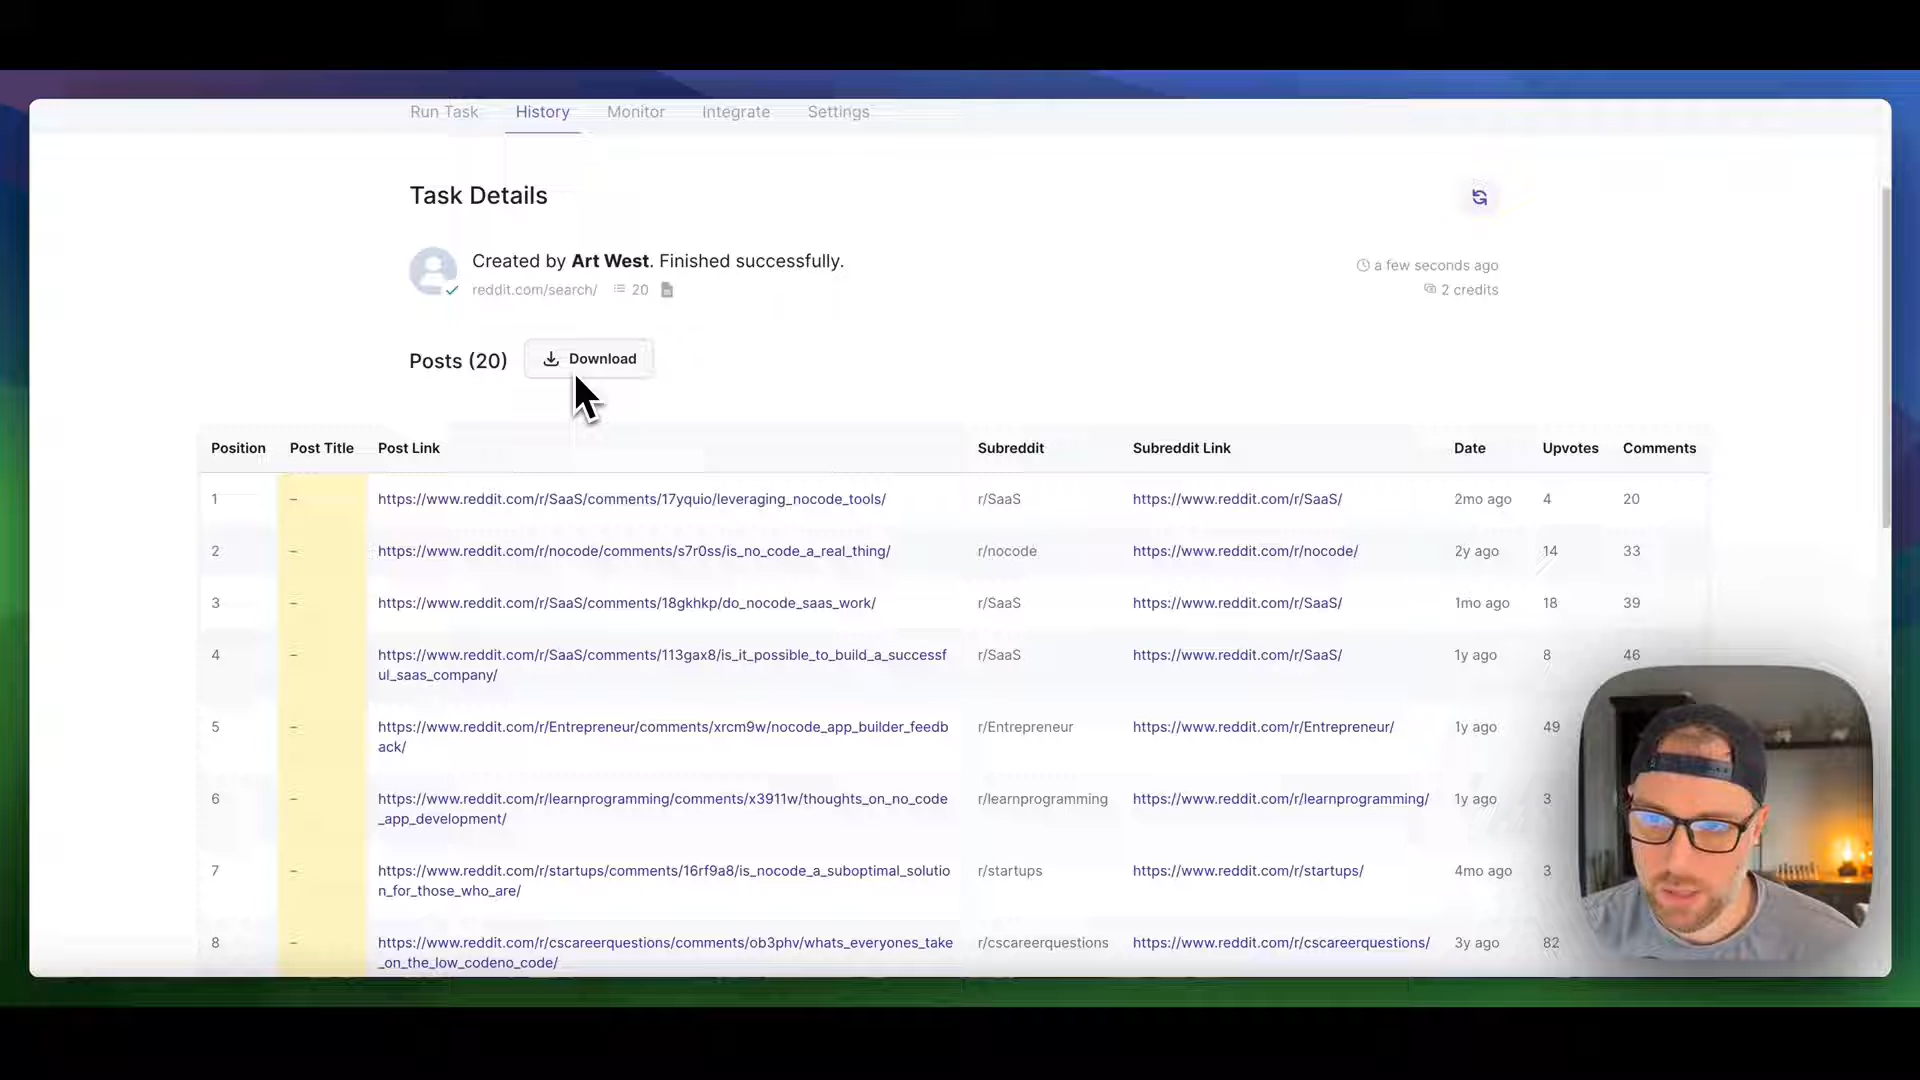 Run Task History Monitor Integrate Settings
Task Details
Created by Art West. Finished successfully.
a few seconds ago
reddit.com/search/ 20
2 credits
Posts (20) Download
Position Post Title Post Link Subreddit Subreddit Link Date Upvotes Comments
1 – https://www.reddit.com/r/SaaS/comments/17yquio/leveraging_nocode_tools/ r/SaaS https://www.reddit.com/r/SaaS/ 2mo ago 4 20
2 – https://www.reddit.com/r/nocode/comments/s7r0ss/is_no_code_a_real_thing/ r/nocode https://www.reddit.com/r/nocode/ 2y ago 14 33
3 – https://www.reddit.com/r/SaaS/comments/18gkhkp/do_nocode_saas_work/ r/SaaS https://www.reddit.com/r/SaaS/ 1mo ago 18 39
4 – https://www.reddit.com/r/SaaS/comments/113gax8/is_it_possible_to_build_a_successf r/SaaS https://www.reddit.com/r/SaaS/ 1y ago 8 46
ul_saas_company/
5 – https://www.reddit.com/r/Entrepreneur/comments/xrcm9w/nocode_app_builder_feedb r/Entrepreneur https://www.reddit.com/r/Entrepreneur/ 1y ago 49
ack/
6 – https://www.reddit.com/r/learnprogramming/comments/x3911w/thoughts_on_no_code r/learnprogramming https://www.reddit.com/r/learnprogramming/ 1y ago 3
_app_development/
7 – https://www.reddit.com/r/startups/comments/16rf9a8/is_nocode_a_suboptimal_solutio r/startups https://www.reddit.com/r/startups/ 4mo ago 3
n_for_those_who_are/
8 – https://www.reddit.com/r/cscareerquestions/comments/ob3phv/whats_everyones_take r/cscareerquestions https://www.reddit.com/r/cscareerquestions/ 3y ago 82
_on_the_low_codeno_code/